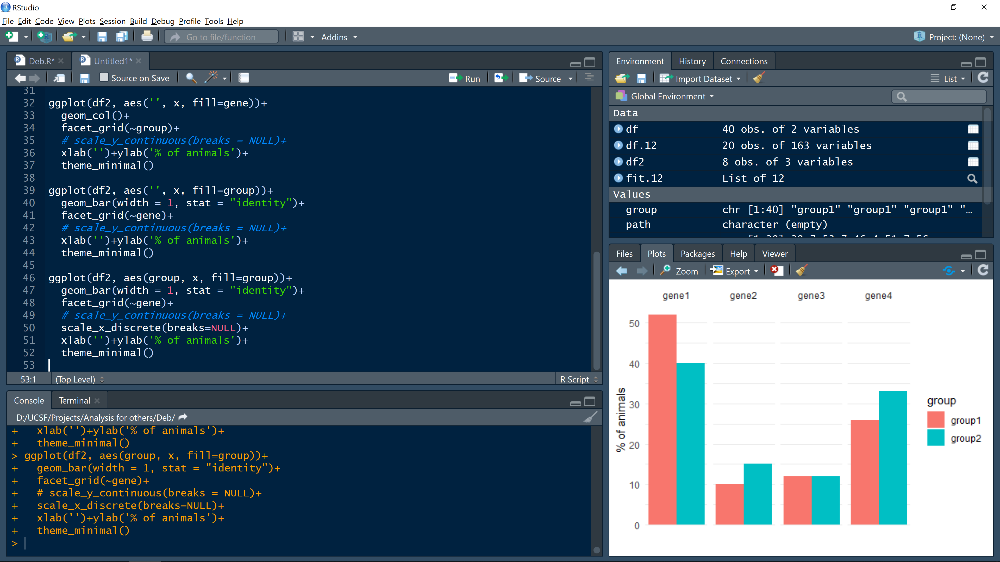 RStudio
File Edit Code View Plots Session Build Debug Profile Tools Help
Go to file/function
Addins
Project: (None)
Deb.R*
Untitled1*
Source on Save
Run
Source
31
32 ggplot(df2, aes('', x, fill=gene))+
33 geom_col()+
34 facet_grid(~group)+
35 # scale_y_continuous(breaks = NULL)+
36 xlab('')+ylab('% of animals')+
37 theme_minimal()
38
39 ggplot(df2, aes('', x, fill=group))+
40 geom_bar(width = 1, stat = "identity")+
41 facet_grid(~gene)+
42 # scale_y_continuous(breaks = NULL)+
43 xlab('')+ylab('% of animals')+
44 theme_minimal()
45
46 ggplot(df2, aes(group, x, fill=group))+
47 geom_bar(width = 1, stat = "identity")+
48 facet_grid(~gene)+
49 # scale_y_continuous(breaks = NULL)+
50 scale_x_discrete(breaks=NULL)+
51 xlab('')+ylab('% of animals')+
52 theme_minimal()
53
53:1 (Top Level) R Script
Console Terminal
D:/UCSF/Projects/Analysis for others/Deb/
+ xlab('')+ylab('% of animals')+
+ theme_minimal()
> ggplot(df2, aes(group, x, fill=group))+
+ geom_bar(width = 1, stat = "identity")+
+ facet_grid(~gene)+
+ # scale_y_continuous(breaks = NULL)+
+ scale_x_discrete(breaks=NULL)+
+ xlab('')+ylab('% of animals')+
+ theme_minimal()
>
Environment History Connections
Import Dataset
List
Global Environment
Data
df 40 obs. of 2 variables
df.12 20 obs. of 163 variables
df2 8 obs. of 3 variables
fit.12 List of 12
Values
group chr [1:40] "group1" "group1" "group1" "…
path character (empty)
Files Plots Packages Help Viewer
Zoom
Export
gene1 gene2 gene3 gene4
50
40
30
20
10
0
% of animals
group
group1
group2